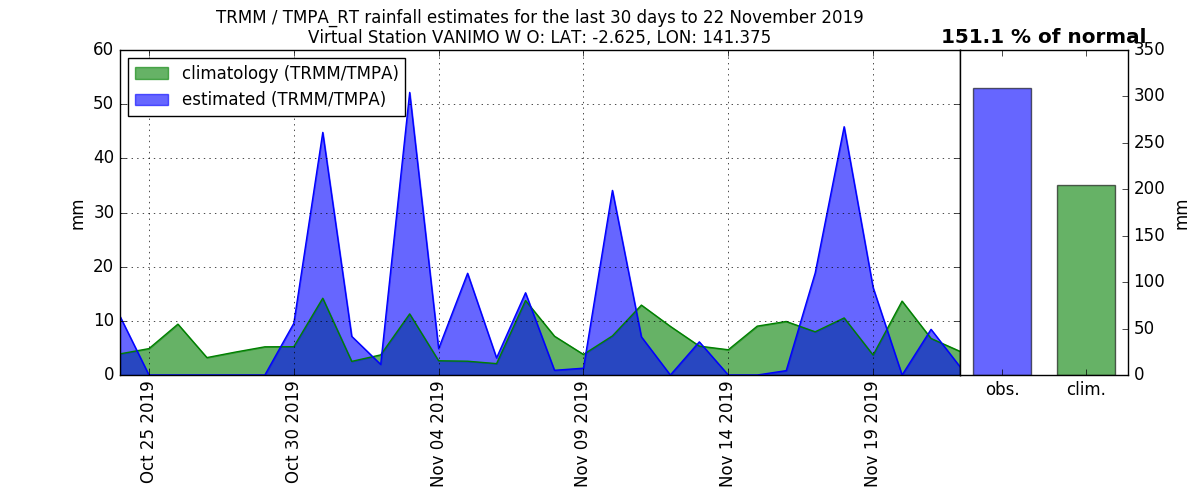 TRMM / TMPA_RT rainfall estimates for the last 30 days to 22 November 2019
Virtual Station VANIMO W O: LAT: -2.625, LON: 141.375
151.1 % of normal
climatology (TRMM/TMPA)
estimated (TRMM/TMPA)
60
50
40
30
20
10
0
mm
Oct 25 2019
Oct 30 2019
Nov 04 2019
Nov 09 2019
Nov 14 2019
Nov 19 2019
obs.
clim.
350
300
250
200
150
100
50
0
mm